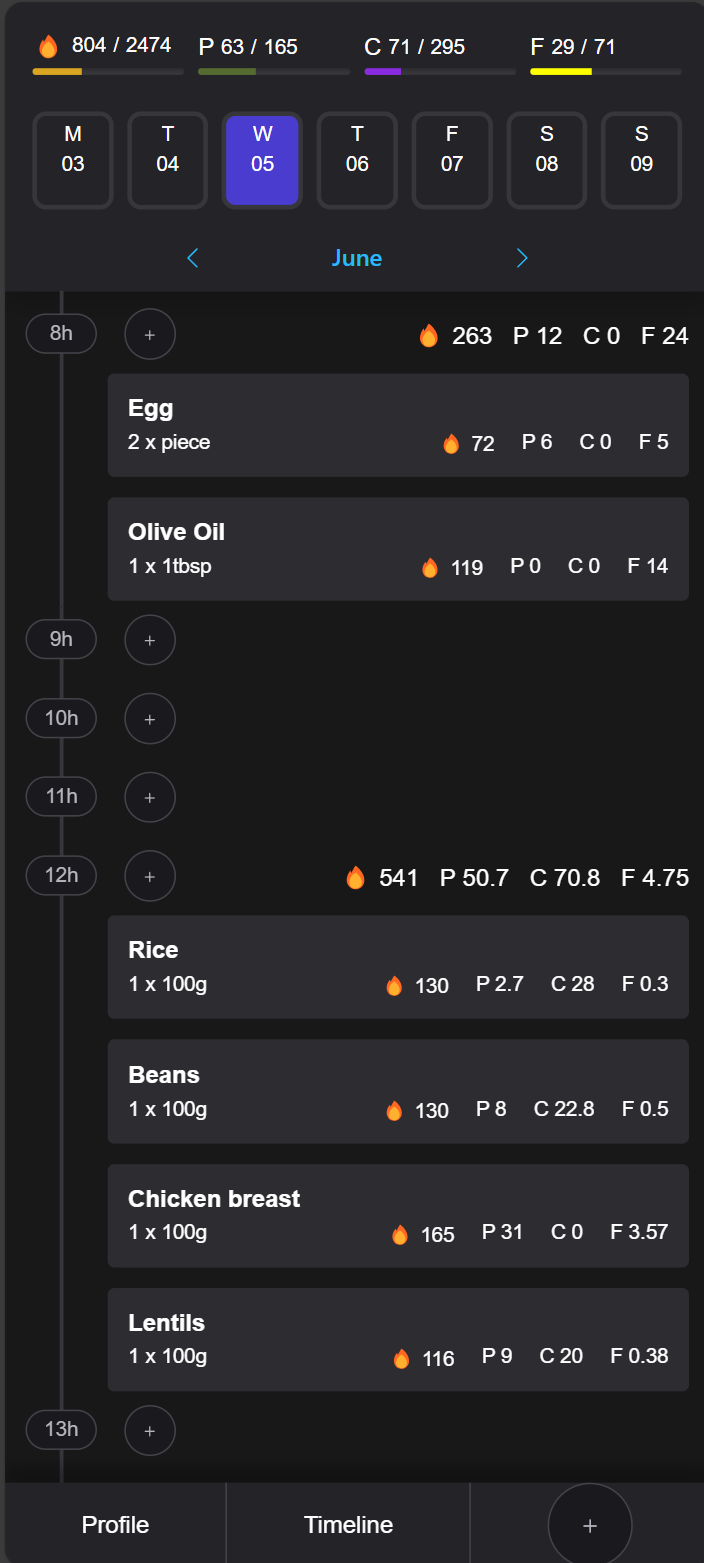 804 / 2474 P 63 / 165 C 71 / 295 F 29 / 71
M T W T F S S
03 04 05 06 07 08 09
June
8h + 263 P 12 C 0 F 24
Egg
2 x piece 72 P 6 C 0 F 5
Olive Oil
1 x 1tbsp 119 P 0 C 0 F 14
9h +
10h +
11h +
12h + 541 P 50.7 C 70.8 F 4.75
Rice
1 x 100g 130 P 2.7 C 28 F 0.3
Beans
1 x 100g 130 P 8 C 22.8 F 0.5
Chicken breast
1 x 100g 165 P 31 C 0 F 3.57
Lentils
1 x 100g 116 P 9 C 20 F 0.38
13h +
Profile Timeline +